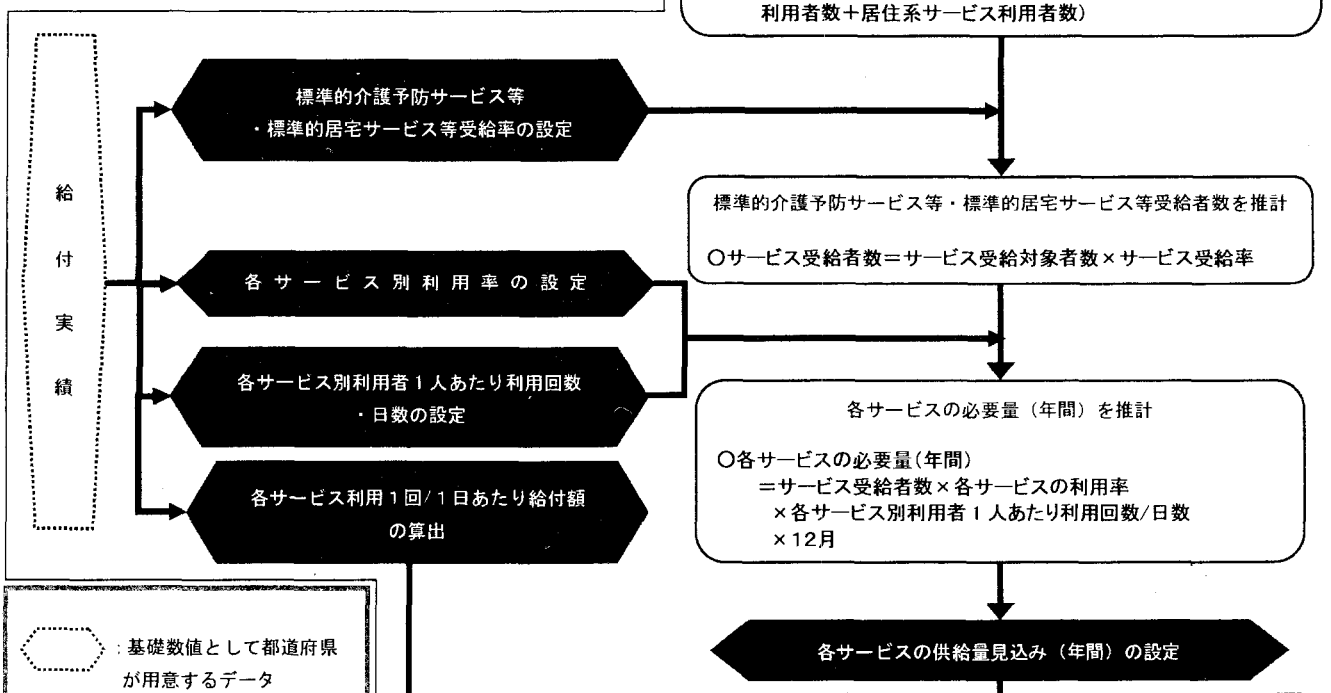 利用者数＋居住系サービス利用者数）
標準的介護予防サービス等
・標準的居宅サービス等受給率の設定
給付実績
標準的介護予防サービス等・標準的居宅サービス等受給者数を推計
〇サービス受給者数＝サービス受給対象者数×サービス受給率
各サービス別利用率の設定
各サービス別利用者１人あたり利用回数
・日数の設定
各サービスの必要量（年間）を推計
〇各サービスの必要量（年間）
＝サービス受給者数×各サービスの利用率
×各サービス別利用者１人あたり利用回数/日数
×12月
各サービス利用１回/１日あたり給付額
の算出
：基礎数値として都道府県
が用意するデータ
各サービスの供給量見込み（年間）の設定